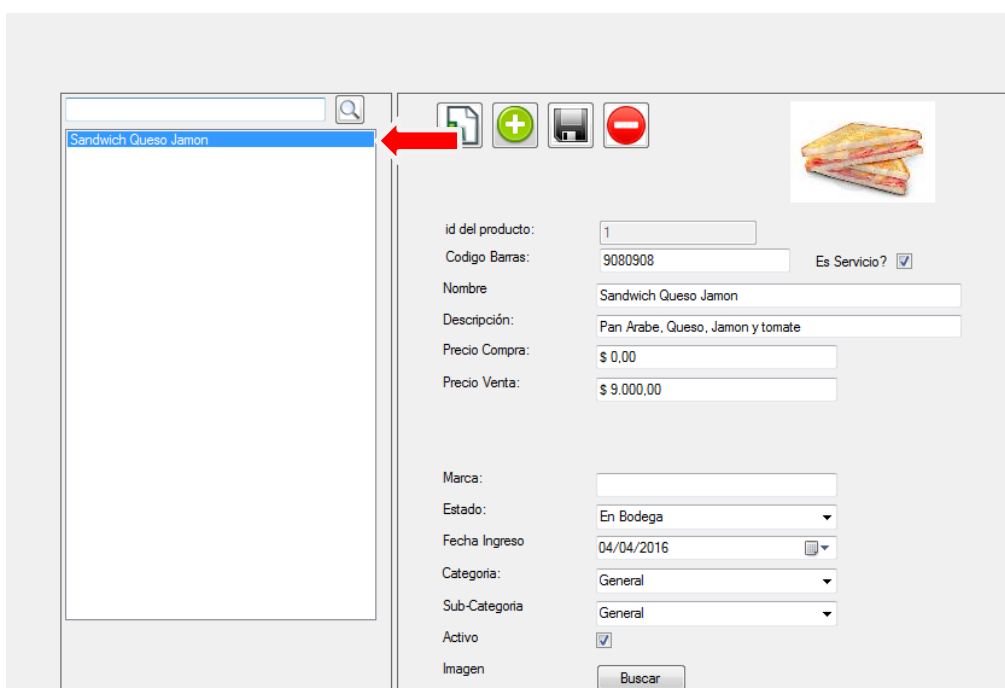 Sandwich Queso Jamon
id del producto: 1
Codigo Barras: 9080908 Es Servicio?
Nombre Sandwich Queso Jamon
Descripción: Pan Arabe, Queso, Jamon y tomate
Precio Compra: $ 0,00
Precio Venta: $ 9.000,00
Marca:
Estado: En Bodega
Fecha Ingreso 04/04/2016
Categoria: General
Sub-Categoria General
Activo
Imagen Buscar